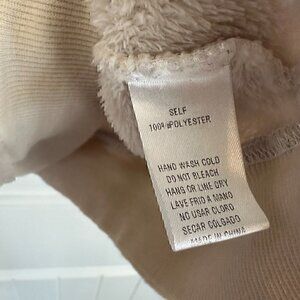 SELF
100% POLYESTER
HAND WASH COLD
DO NOT BLEACH
HANG OR LINE DRY
LAVE FRID A MANO
NO USAR CLORO
SECAR COLGADO
MADE IN CHINA